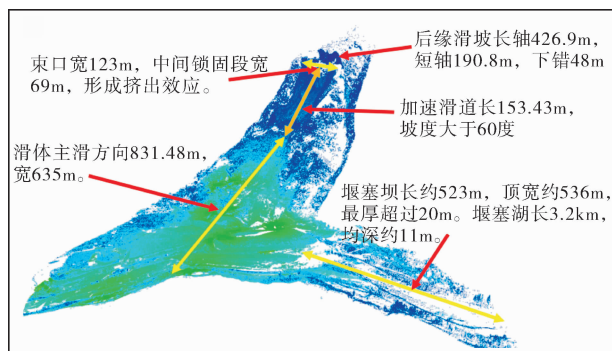 束口宽123m，中间锁固段宽
69m，形成挤出效应。
后缘滑坡长轴426.9m，
短轴190.8m，下错48m
加速滑道长153.43m，
坡度大于60度
滑体主滑方向831.48m，
宽635m。
堰塞坝长约523m，顶宽约536m，
最厚超过20m。堰塞湖长3.2km，
均深约11m。